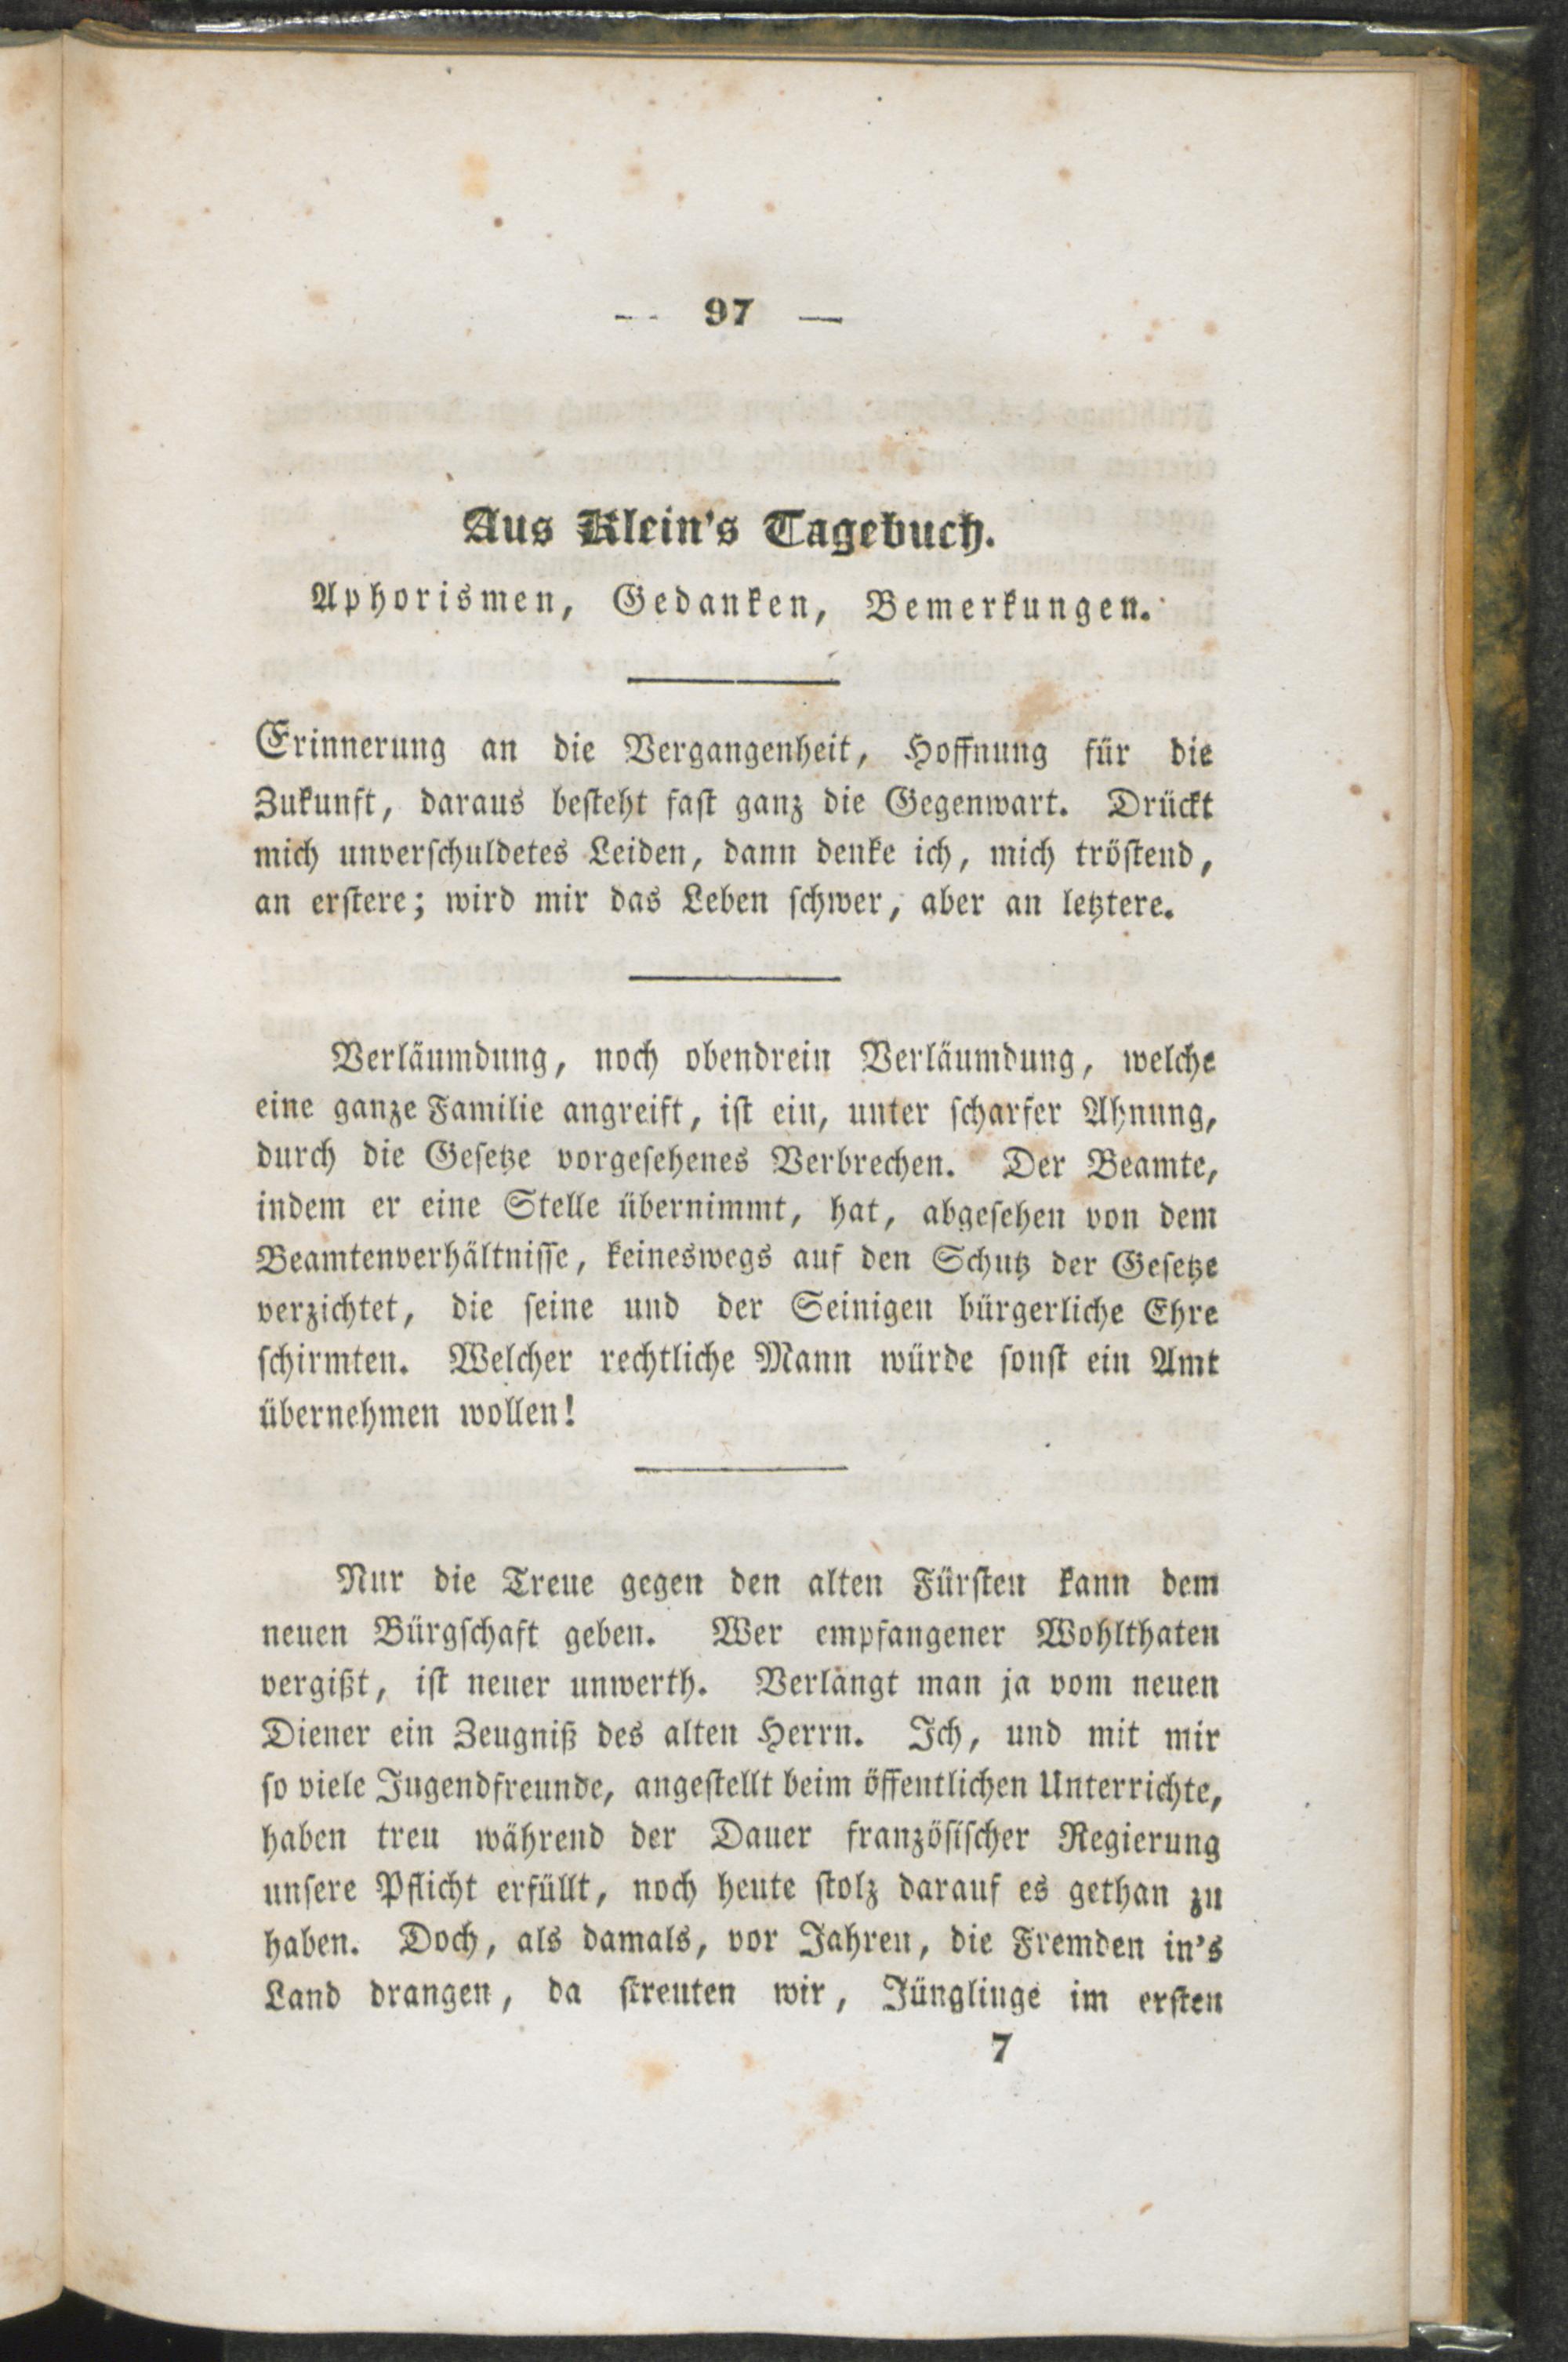 -- 97 —
Aus Klein's Tagebuch.
Aphorismen, Gedanken, Bemerkungen.
Erinnerung an die Vergangenheit, Hoffnung für die
Zukunft, daraus besteht fast ganz die Gegenwart. Drückt
mich unverschuldetes Leiden, dann denke ich, mich tröstend,
an erstere; wird mir das Leben schwer, aber an letztere.
Verläumdung, noch obendrein Verläumdung, welche
eine ganze Familie angreift, ist ein, unter scharfer Ahnung,
durch die Gesetze vorgesehenes Verbrechen. Der Beamte,
indem er eine Stelle übernimmt, hat, abgesehen von dem
Beamtenverhältnisse, keineswegs auf den Schutz der Gesetze
verzichtet, die seine und der Seinigen bürgerliche Ehre
schirmten. Welcher rechtliche Mann würde sonst ein Amt
übernehmen wollen!
Nur die Treue gegen den alten Fürsten kann dem
neuen Bürgschaft geben. Wer empfangener Wohlthaten
vergißt, ist neuer unwerth. Verlangt man ja vom neuen
Diener ein Zeugniß des alten Herrn. Ich, und mit mir
so viele Jugendfreunde, angestellt beim öffentlichen Unterrichte,
haben treu während der Dauer französischer Regierung
unsere Pflicht erfüllt, noch heute stolz darauf es gethan zu
haben. Doch, als damals, vor Jahren, die Fremden in's
Land drangen, da streuten wir, Jünglinge im ersten
7